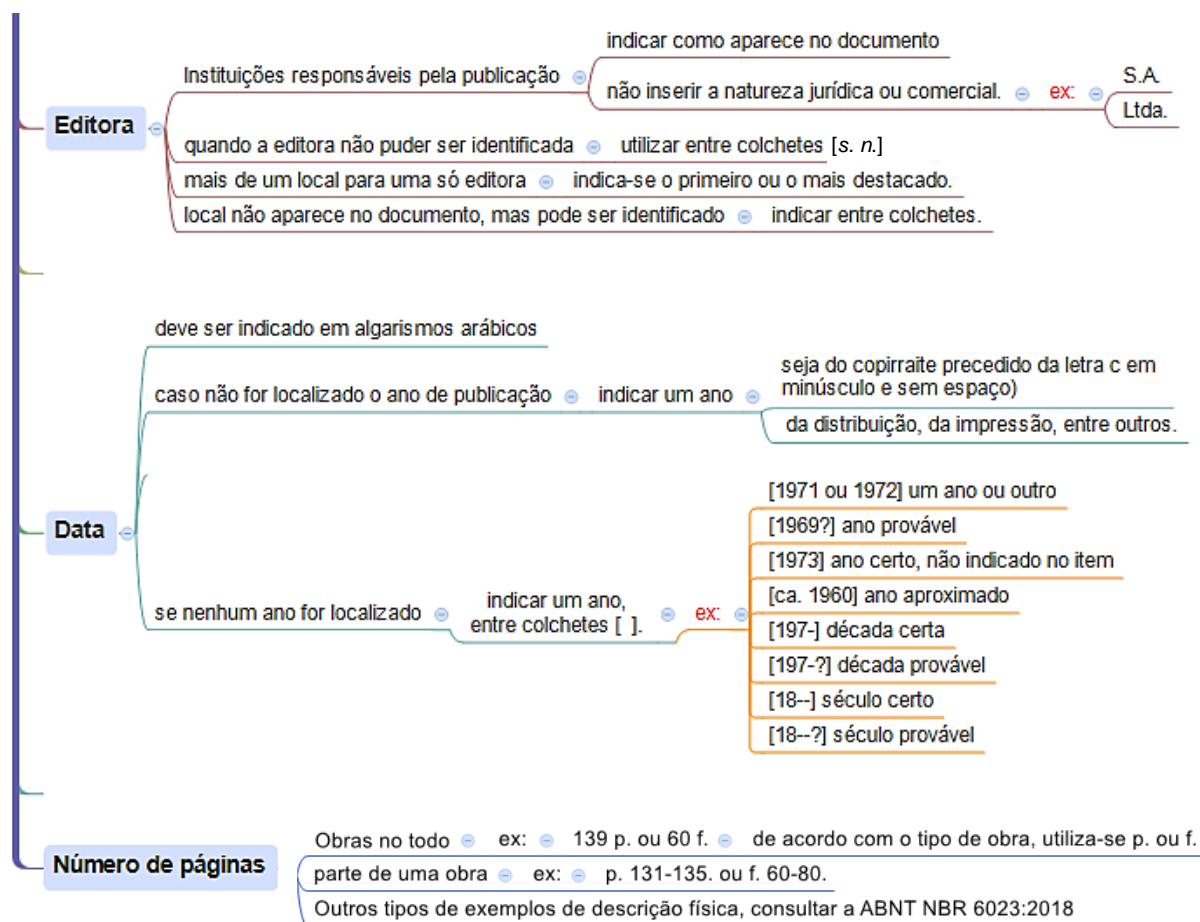 Editora
Instituições responsáveis pela publicação
indicar como aparece no documento
não inserir a natureza jurídica ou comercial.
ex:
S.A.
Ltda.
quando a editora não puder ser identificada
utilizar entre colchetes [s. n.]
mais de um local para uma só editora
indica-se o primeiro ou o mais destacado.
local não aparece no documento, mas pode ser identificado
indicar entre colchetes.
Data
deve ser indicado em algarismos arábicos
caso não for localizado o ano de publicação
indicar um ano
seja do copirraite precedido da letra c em
minúsculo e sem espaço)
da distribuição, da impressão, entre outros.
se nenhum ano for localizado
indicar um ano,
entre colchetes [ ].
ex:
[1971 ou 1972] um ano ou outro
[1969?] ano provável
[1973] ano certo, não indicado no item
[ca. 1960] ano aproximado
[197-] década certa
[197-?] década provável
[18--] século certo
[18--?] século provável
Número de páginas
Obras no todo
ex:
139 p. ou 60 f.
de acordo com o tipo de obra, utiliza-se p. ou f.
parte de uma obra
ex:
p. 131-135. ou f. 60-80.
Outros tipos de exemplos de descrição física, consultar a ABNT NBR 6023:2018